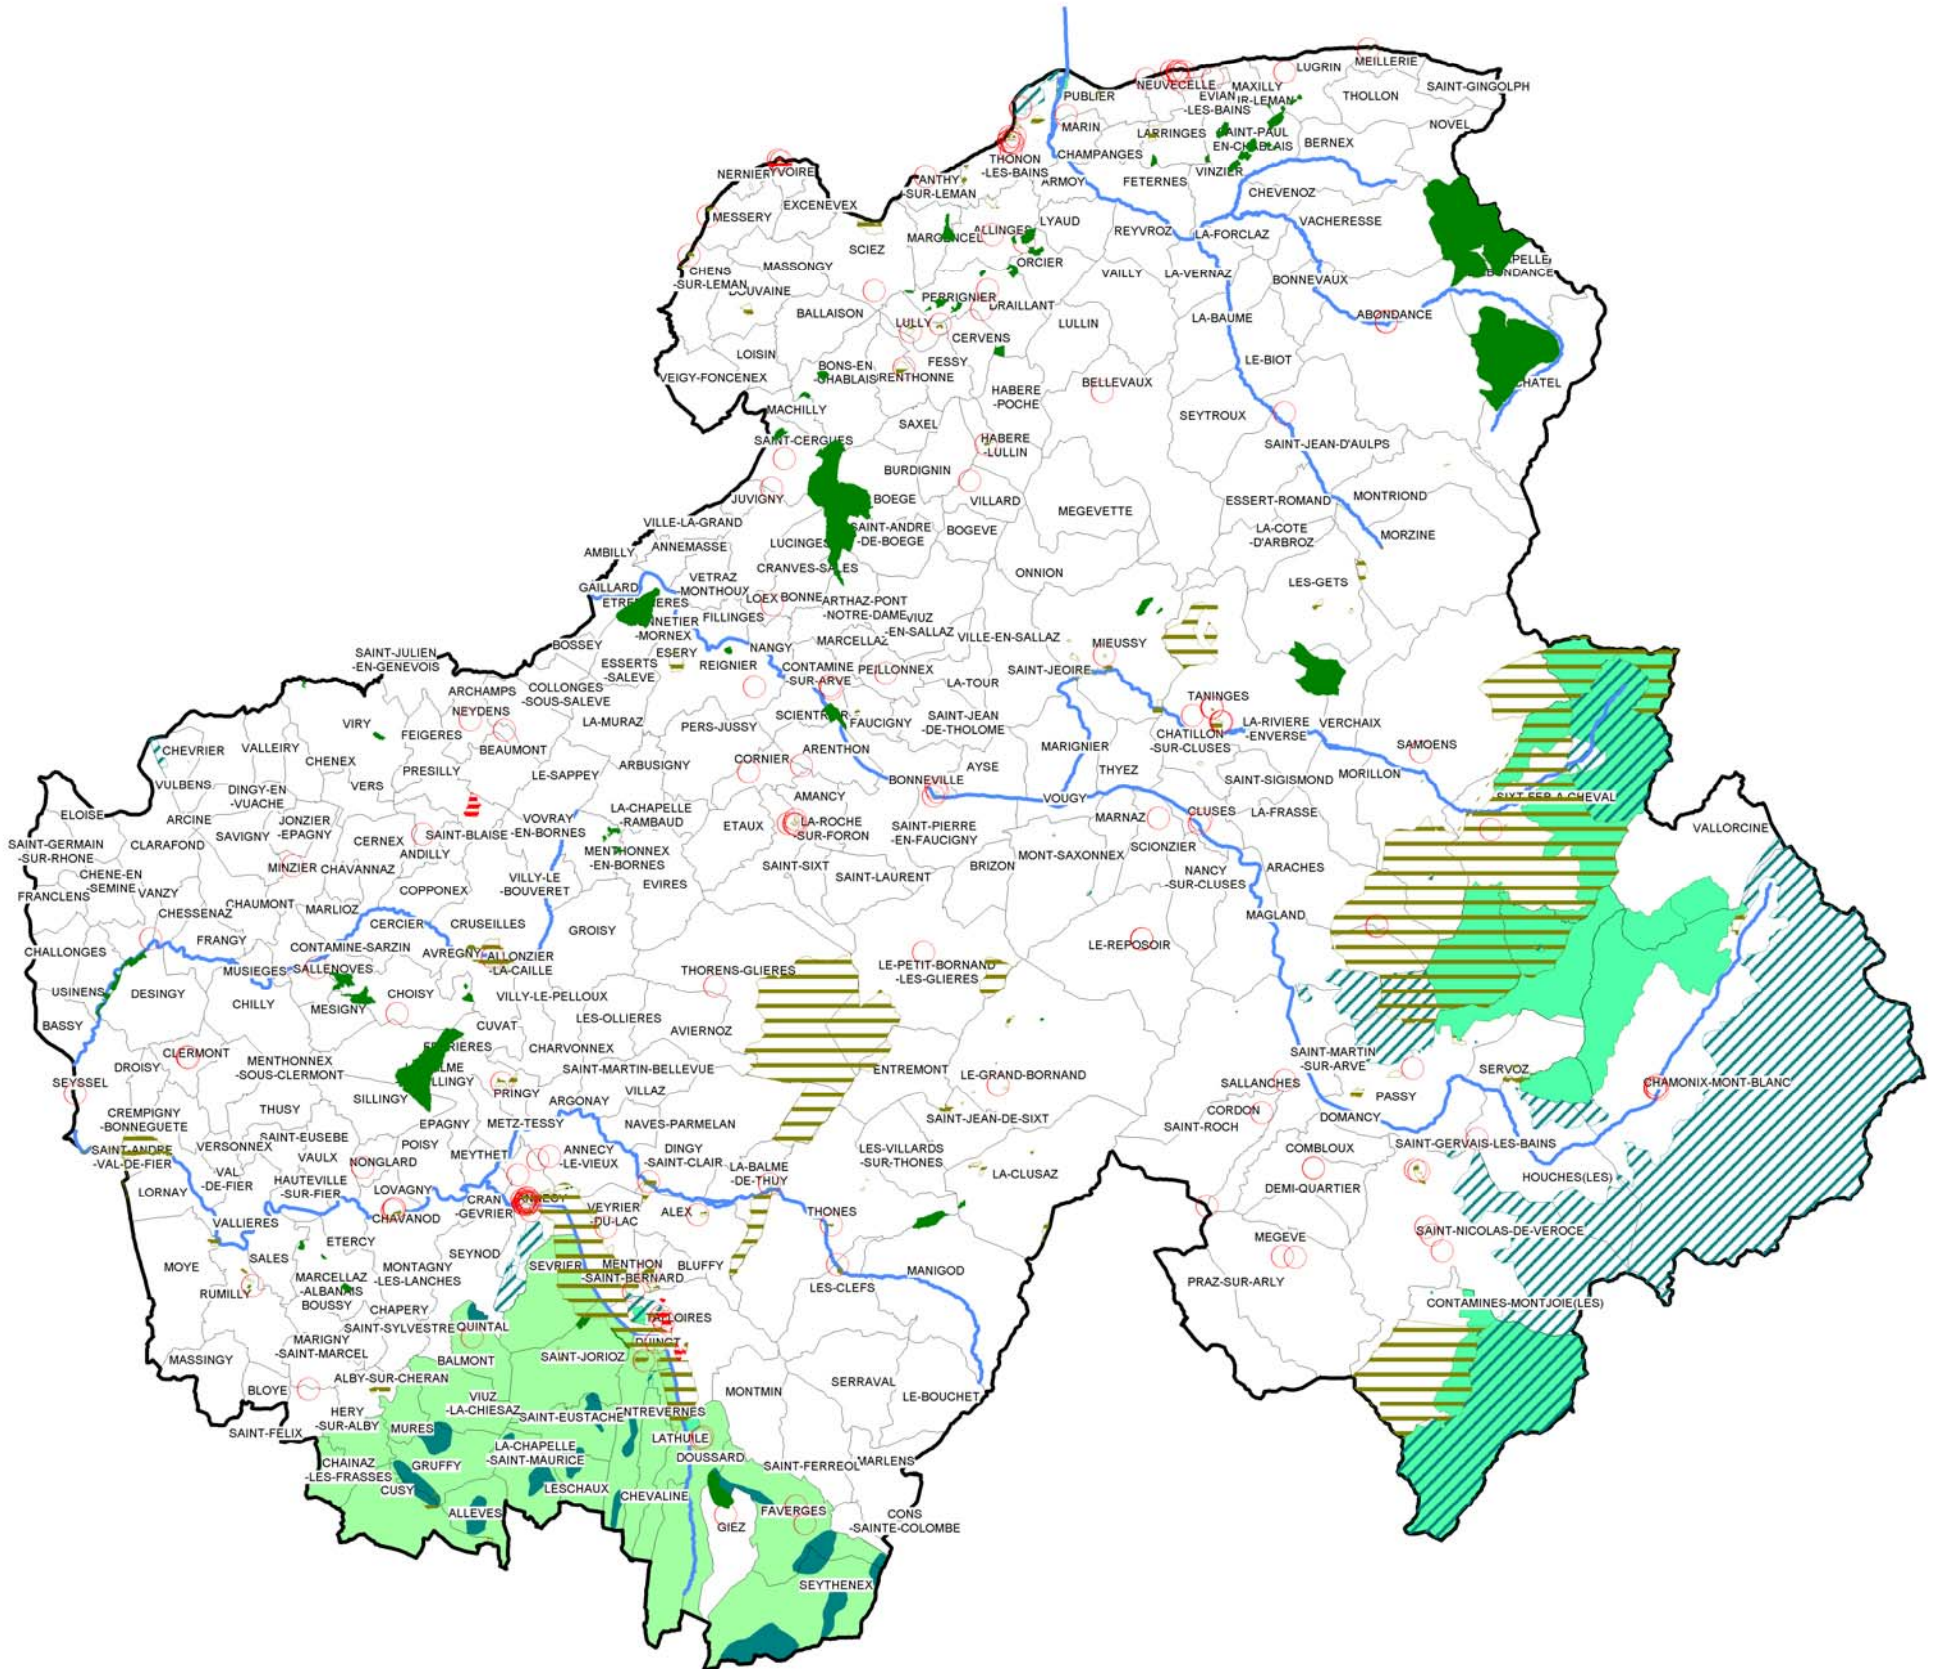 LUGRIN
MEILLERIE
NEUVECELLE
MAXILLY
SAINT-GINGOLPH
PUBLIER
EVIAN
-LES-BAINS
THOLLON
MARIN
LARRINGES
NOVEL
BERNEX
CHAMPANGES
THONON
-LES-BAINS
NERNIER
YVOIRE
ANTHY
-SUR-LEMAN
ARMOY
FETERNES
VINZIER
CHEVENOZ
EXCENEVEX
MESSERY
LYAUD
REYVROZ
LA-FORCLAZ
VACHERESSE
SCIEZ
ORCIER
CHENS
-SUR-LEMAN
MASSONGY
VAILLY
LA-VERNAZ
BONNEVAUX
PERRIGNIER
DRAILLANT
BALLAISON
LULLY
LULLIN
LA-BAUME
ABONDANCE
CERVENS
LOISIN
FESSY
LE-BIOT
VEIGY-FONCENEX
BONS-EN
-CHABLAIS
BELLEVAUX
HABERE
-POCHE
MACHILLY
SEYTROUX
SAXEL
SAINT-CERGUES
HABERE
-LULLIN
SAINT-JEAN-D'AULPS
BURDIGNIN
JUVIGNY
BOEGE
VILLARD
ESSERT-ROMAND
MONTRIOND
MEGEVETTE
VILLE-LA-GRAND
SAINT-ANDRE
-DE-BOEGE
BOGEVE
LA-COTE
-D'ARBROZ
MORZINE
AMBILLY
ANNEMASSE
LUCINGES
CRANVES-SALES
ONNION
LES-GETS
GAILLARD
VETRAZ
-MONTHOUX
LOEX
BONNE
ARTHAZ-PONT
-NOTRE-DAME
FILLINGES
VIUZ
-EN-SALLAZ
VILLE-EN-SALLAZ
-MORNEX
MARCELLAZ
MIEUSSY
BOSSEY
ESERY
NANGY
SAINT-JULIEN
-EN-GENEVOIS
ESSERTS
-SALEVE
REIGNIER
CONTAMINE
-SUR-ARVE
PEILLONNEX
SAINT-JEOIRE
LA-TOUR
ARCHAMPS
COLLONGES
-SOUS-SALEVE
TANINGES
NEYDENS
VIRY
FEIGERES
LA-MURAZ
PERS-JUSSY
FAUCIGNY
SAINT-JEAN
-DE-THOLOME
LA-RIVIERE
-ENVERSE
VERCHAIX
CHATILLON
-SUR-CLUSES
SAMOENS
CHEVRIER
VALLEIRY
BEAUMONT
ARENTHON
MARIGNIER
CHENEX
PRESILLY
LE-SAPPEY
ARBUSIGNY
CORNIER
AYSE
THYEZ
MORILLON
BONNEVILLE
SAINT-SIGISMOND
VULBENS
DINGY-EN
-VUACHE
VERS
AMANCY
VOUGY
SIXT-FER-A-CHEVAL
ELOISE
ARCINE
JONZIER
-EPAGNY
LA-CHAPELLE
-RAMBAUD
VOVRAY
-EN-BORNES
SAINT-BLAISE
ETAUX
LA-ROCHE
-SUR-FORON
SAINT-PIERRE
-EN-FAUCIGNY
MARNAZ
CLUSES
LA-FRASSE
VALLORCINE
SAINT-GERMAIN
-SUR-RHONE
CLARAFOND
SAVIGNY
CERNEX
ANDILLY
MENTHONNEX
-EN-BORNES
SCIONZIER
MONT-SAXONNEX
CHENE-EN
-SEMINE
MINZIER
CHAVANNAZ
SAINT-SIXT
BRIZON
ARACHES
FRANCLENS
VANZY
COPPONEX
VILLY-LE
-BOUVERET
EVIRES
SAINT-LAURENT
NANCY
-SUR-CLUSES
CHESSENAZ
CHAUMONT
MARLIOZ
CERCIER
CRUSEILLES
GROISY
MAGLAND
CHALLONGES
FRANGY
CONTAMINE-SARZIN
AVREGNY
ALLONZIER
-LA-CAILLE
LE-REPOSOIR
MUSIEGES
SALLENOVES
THORENS-GLIERES
LE-PETIT-BORNAND
-LES-GLIERES
USINENS
DESINGY
CHILLY
MESIGNY
CHOISY
VILLY-LE-PELLOUX
LES-OLLIERES
BASSY
CUVAT
AVIERNOZ
CLERMONT
DROISY
MENTHONNEX
-SOUS-CLERMONT
CHARVONNEX
SAINT-MARTIN-BELLEVUE
ENTREMONT
LE-GRAND-BORNAND
SAINT-MARTIN
-SUR-ARVE
SERVOZ
SEYSSEL
SALLANCHES
CHAMONIX-MONT-BLANC
SILLINGY
PRINGY
VILLAZ
PASSY
CREMPIGNY
-BONNEGUETE
THUSY
EPAGNY
ARGONAY
METZ-TESSY
NAVES-PARMELAN
SAINT-JEAN-DE-SIXT
CORDON
SAINT-ROCH
DOMANCY
SAINT-ANDRE
-VAL-DE-FIER
VERSONNEX
SAINT-EUSEBE
VAULX
POISY
MEYTHET
ANNECY
-LE-VIEUX
DINGY
-SAINT-CLAIR
LES-VILLARDS
-SUR-THONES
COMBLOUX
SAINT-GERVAIS-LES-BAINS
LORNAY
VAL
-DE-FIER
HAUTEVILLE
-SUR-FIER
NONGLARD
LOVAGNY
LA-BALME
-DE-THUY
LA-CLUSAZ
DEMI-QUARTIER
HOUCHES(LES)
VALLIERES
CHAVANOD
CRAN
-GEVRIER
ANNECY
VEYRIER
-DU-LAC
ALEX
THONES
SAINT-NICOLAS-DE-VEROCE
MOYE
SALES
ETERCY
SEYNOD
SEVRIER
MENTHON
-SAINT-BERNARD
BLUFFY
MANIGOD
MEGEVE
RUMILLY
MARCELLAZ
-ALBANAIS
BOUSSY
MONTAGNY
-LES-LANCHES
LES-CLEFS
PRAZ-SUR-ARLY
CHAPERY
CONTAMINES-MONTJOIE(LES)
SAINT-SYLVESTRE
QUINTAL
TALLOIRES
DUINGT
MASSINGY
MARIGNY
-SAINT-MARCEL
BALMONT
SAINT-JORIOZ
BLOYE
ALBY-SUR-CHERAN
MONTMIN
SERRAVAL
LE-BOUCHET
SAINT-FELIX
HERY
-SUR-ALBY
VIUZ
-LA-CHIESAZ
MURES
SAINT-EUSTACHE
ENTREVERNES
LATHUILE
CHAINAZ
-LES-FRASSES
GRUFFY
LA-CHAPELLE
-SAINT-MAURICE
DOUSSARD
SAINT-FERREOL
MARLENS
CUSY
LESCHAUX
CHEVALINE
ALLEVES
GIEZ
FAVERGES
CONS
-SAINTE-COLOMBE
SEYTHENEX